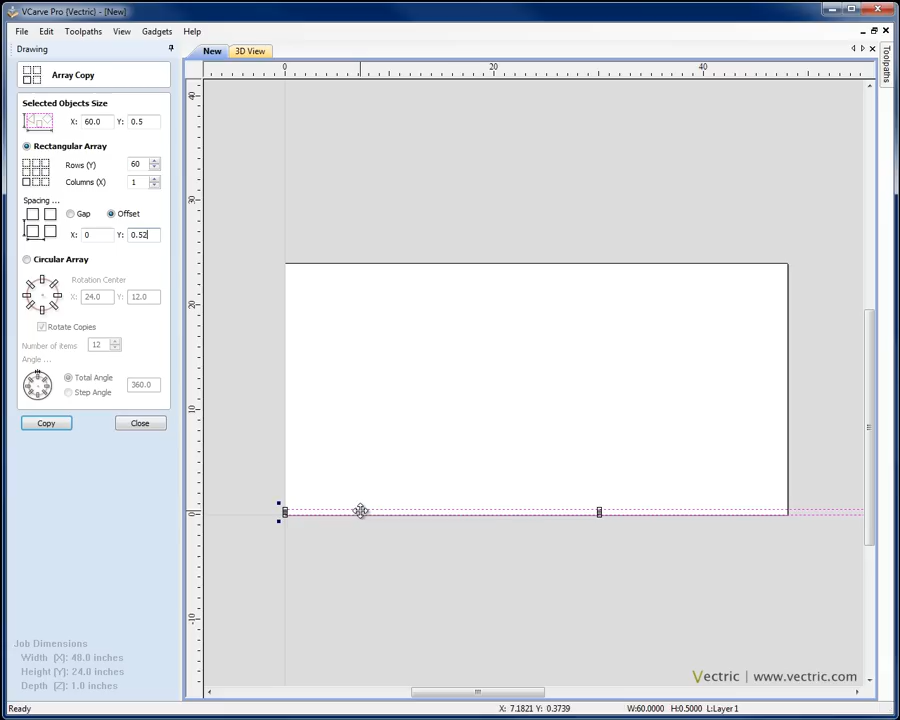 VCarve Pro {Vectric} - [New]
File Edit Toolpaths View Gadgets Help
Drawing
New 3D View
Toolpaths
Array Copy
0 20 40
Selected Objects Size
X: 60.0 Y: 0.5
Rectangular Array
Rows (Y) 60
Columns (X) 1
Spacing ...
Gap Offset
X: 0 Y: 0.52
Circular Array
Rotation Center
X: 24.0 Y: 12.0
Rotate Copies
Number of items 12
Angle ...
Total Angle 360.0
Step Angle
Copy Close
40
30
20
10
0
-10
Job Dimensions
Width (X): 48.0 inches
Height (Y): 24.0 inches
Depth (Z): 1.0 inches
Vectric | www.vectric.com
Ready X: 7.1821 Y: 0.3739 W:60.0000 H:0.5000 L:Layer 1